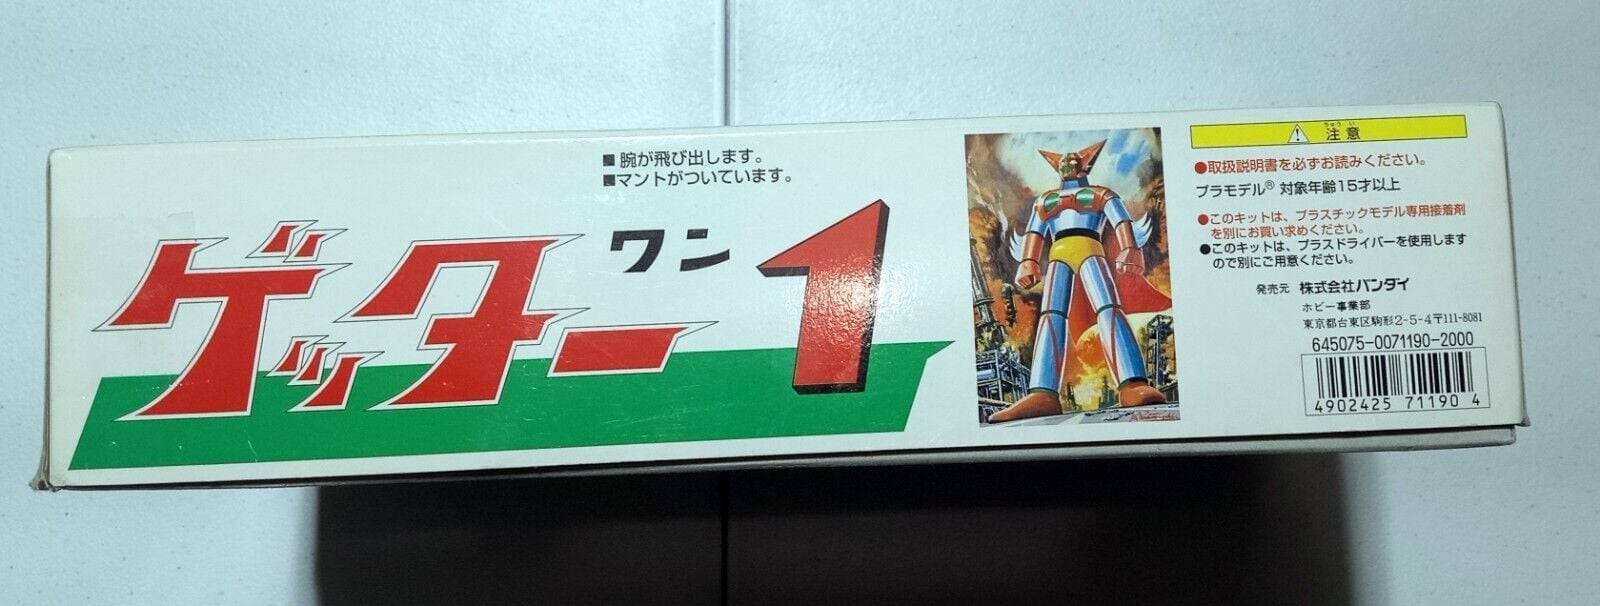 ■腕が飛び出します。
■マントがついています。
ゲッター
ワン
1
ちゅうい
注意
●取扱説明書を必ずお読みください。
プラモデル® 対象年齢15才以上
●このキットは、プラスチックモデル専用接着剤
を別にお買い求めください。
●このキットは、プラスドライバーを使用します
ので別にご用意ください。
発売元 株式会社バンダイ
ホビー事業部
東京都台東区駒形2-5-4〒111-8081
645075-0071190-2000
4902425 71190 4